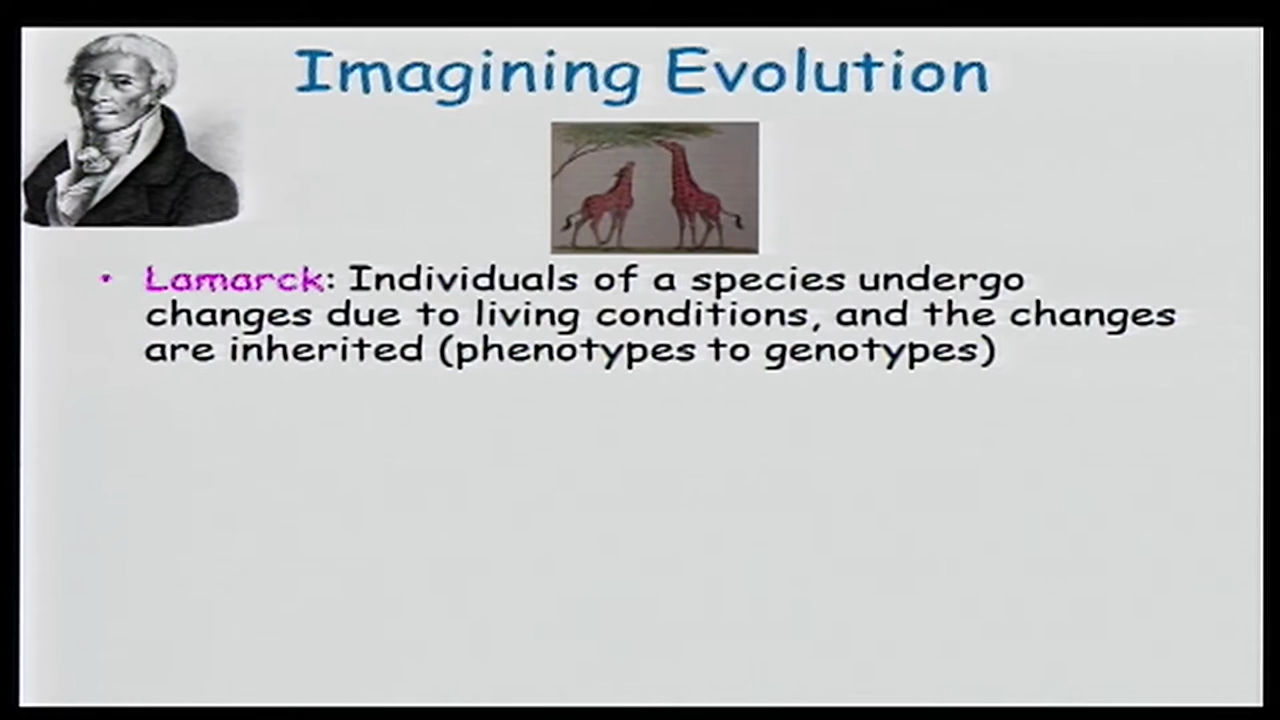 Imagining Evolution
• Lamarck: Individuals of a species undergo
changes due to living conditions, and the changes
are inherited (phenotypes to genotypes)